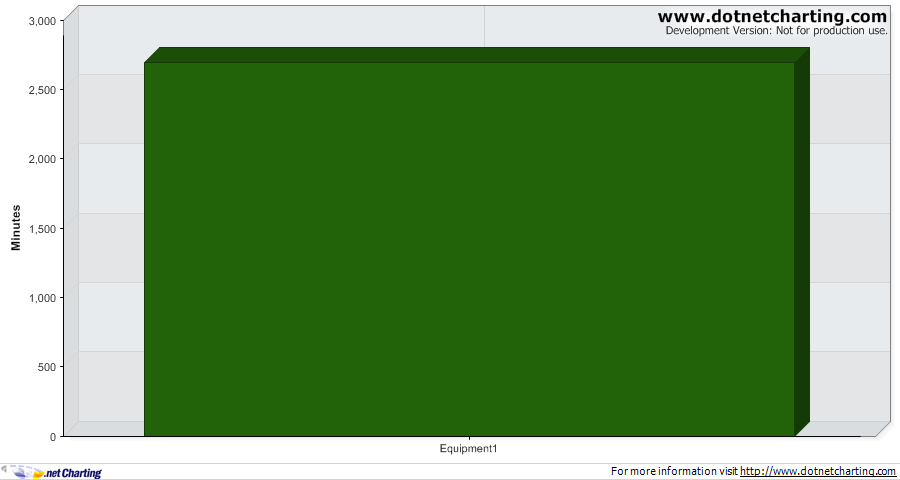 www.dotnetcharting.com
Development Version: Not for production use.
3,000
2,500
2,000
1,500
1,000
500
0
Minutes
Equipment1
.net Charting
For more information visit http://www.dotnetcharting.com